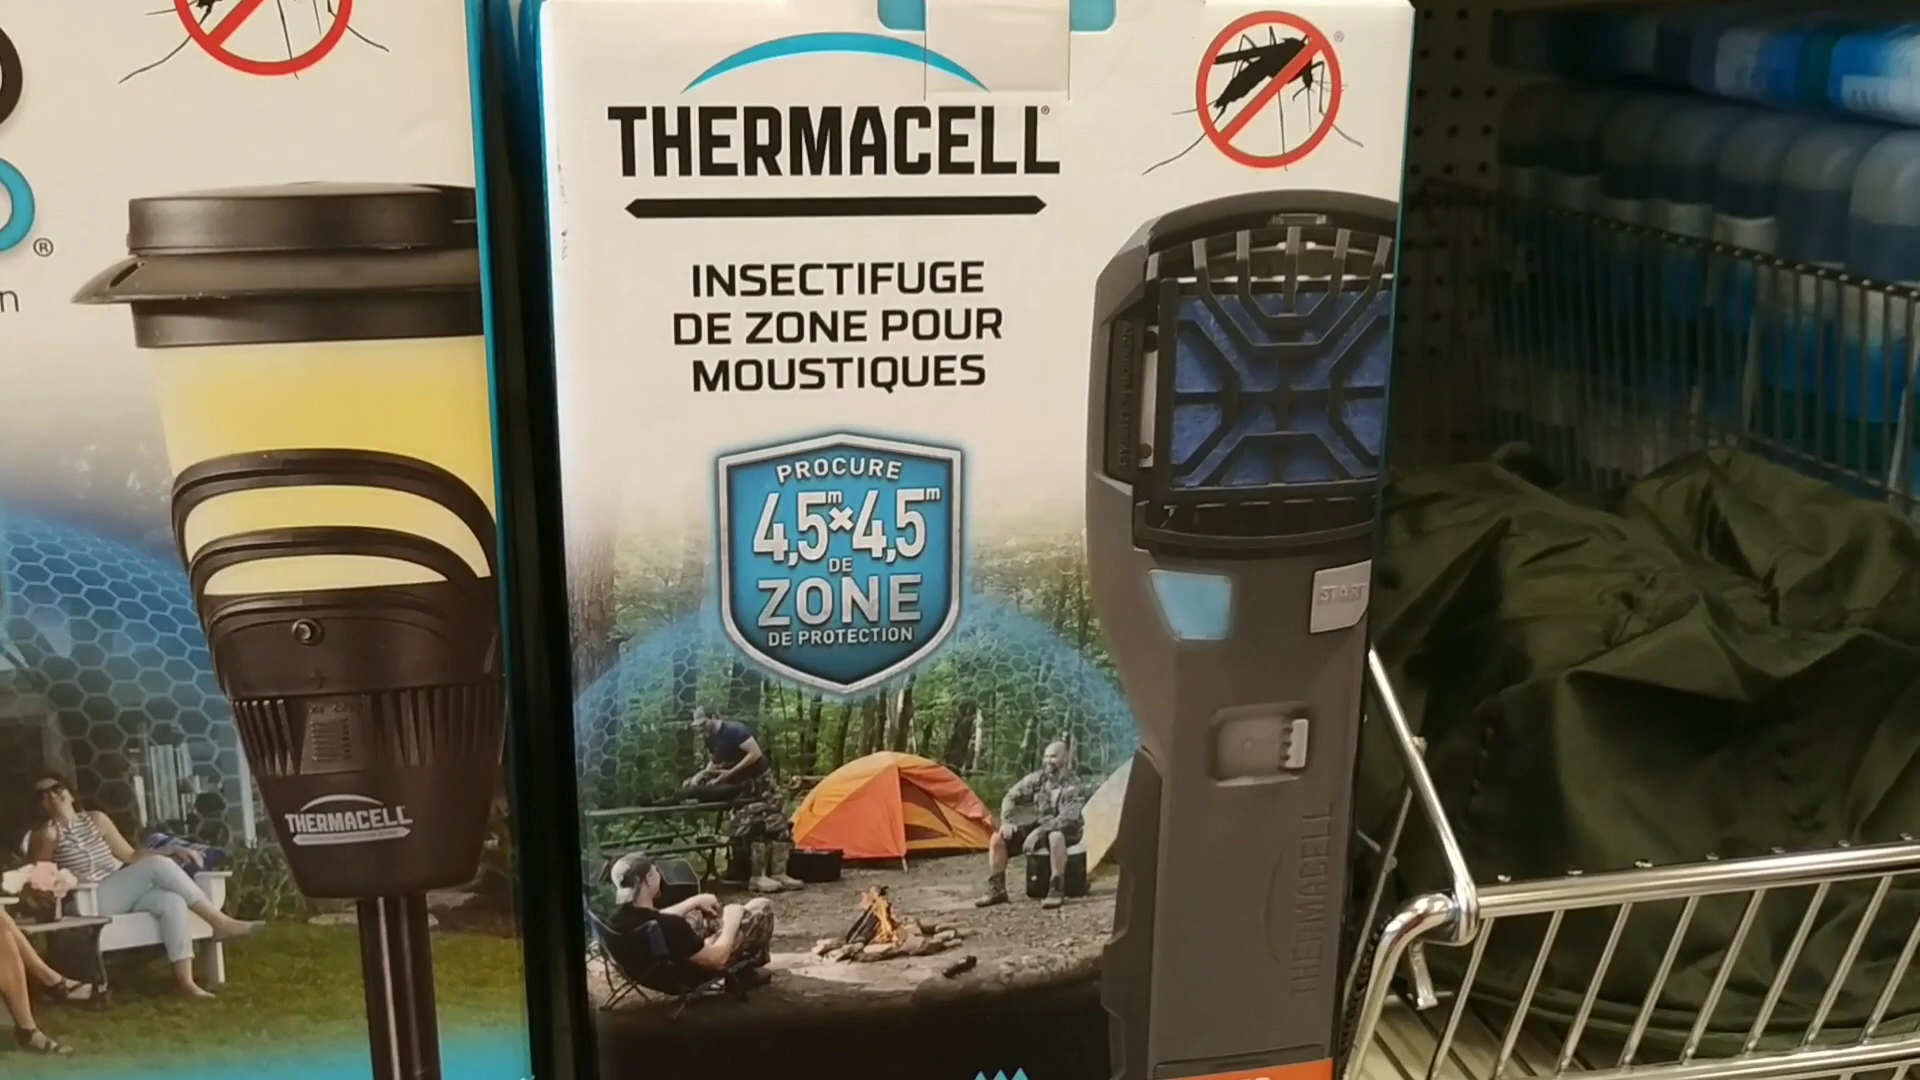 ®
n
THERMACELL
THERMACELL®
INSECTIFUGE
DE ZONE POUR
MOUSTIQUES
PROCURE
4,5m×4,5m
DE
ZONE
DE PROTECTION
START
THERMACELL